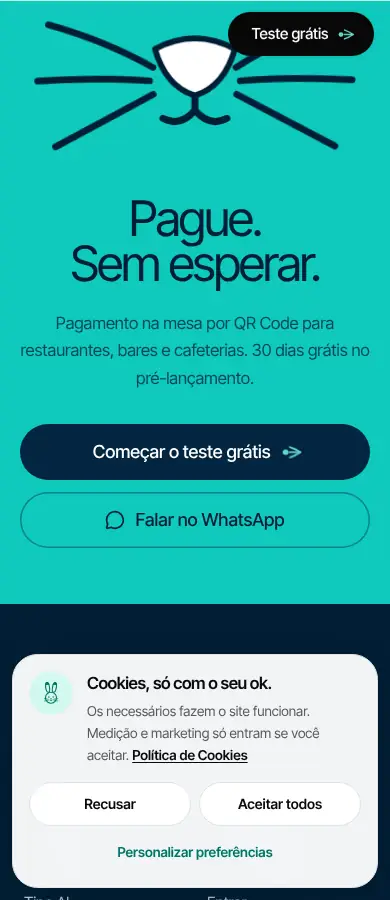 Teste grátis
Pague.
Sem esperar.
Pagamento na mesa por QR Code para
restaurantes, bares e cafeterias. 30 dias grátis no
pré-lançamento.
Começar o teste grátis
Falar no WhatsApp
Cookies, só com o seu ok.
Os necessários fazem o site funcionar.
Medição e marketing só entram se você
aceitar. Política de Cookies
Recusar
Aceitar todos
Personalizar preferências